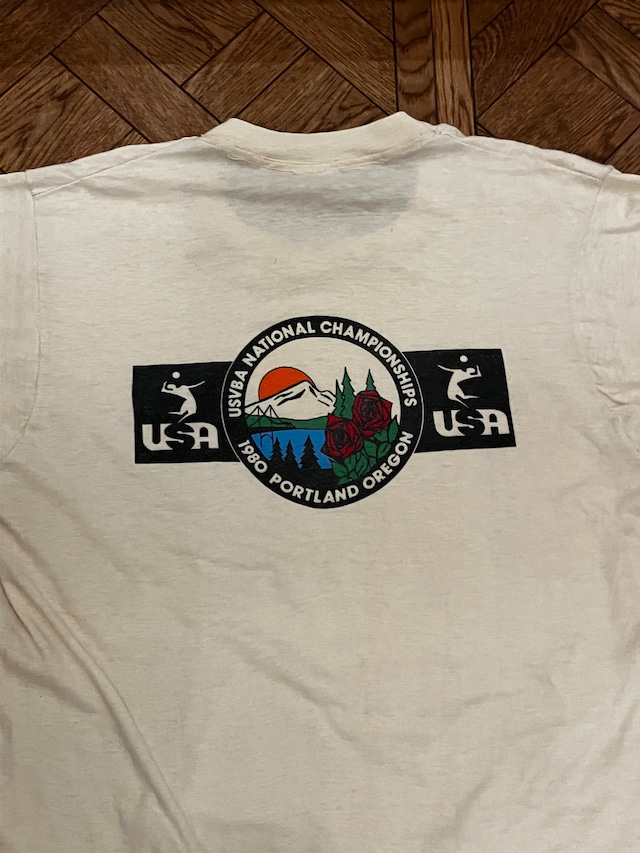 USVBA NATIONAL CHAMPIONSHIPS
USA
USA
1980 PORTLAND OREGON